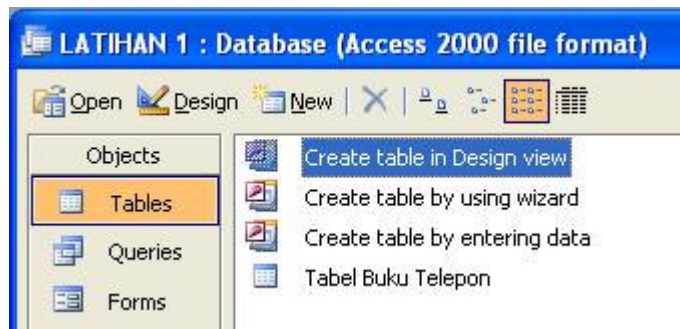 LATIHAN 1 : Database (Access 2000 file format)
Open Design New
Objects
Tables
Queries
Forms
Create table in Design view
Create table by using wizard
Create table by entering data
Tabel Buku Telepon